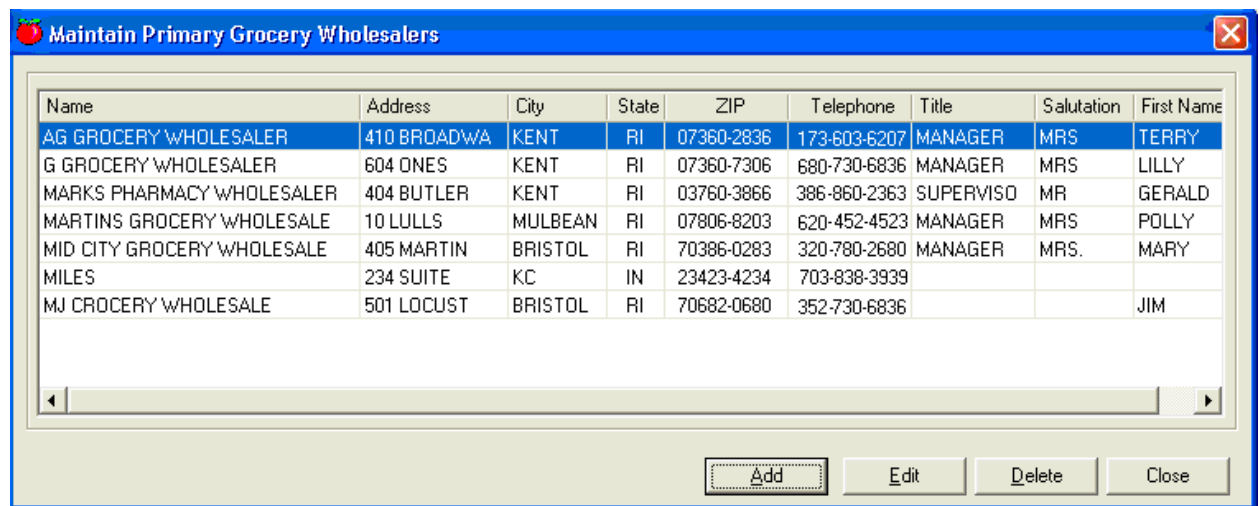 Maintain Primary Grocery Wholesalers
Name Address City State ZIP Telephone Title Salutation First Name
AG GROCERY WHOLESALER 410 BROADWA KENT RI 07360-2836 173-603-6207 MANAGER MRS TERRY
G GROCERY WHOLESALER 604 ONES KENT RI 07360-7306 680-730-6836 MANAGER MRS LILLY
MARKS PHARMACY WHOLESALER 404 BUTLER KENT RI 03760-3866 386-860-2363 SUPERVISO MR GERALD
MARTINS GROCERY WHOLESALE 10 LULLS MULBEAN RI 07806-8203 620-452-4523 MANAGER MRS POLLY
MID CITY GROCERY WHOLESALE 405 MARTIN BRISTOL RI 70386-0283 320-780-2680 MANAGER MRS. MARY
MILES 234 SUITE KC IN 23423-4234 703-838-3939
MJ CROCERY WHOLESALE 501 LOCUST BRISTOL RI 70682-0680 352-730-6836 JIM
Add Edit Delete Close